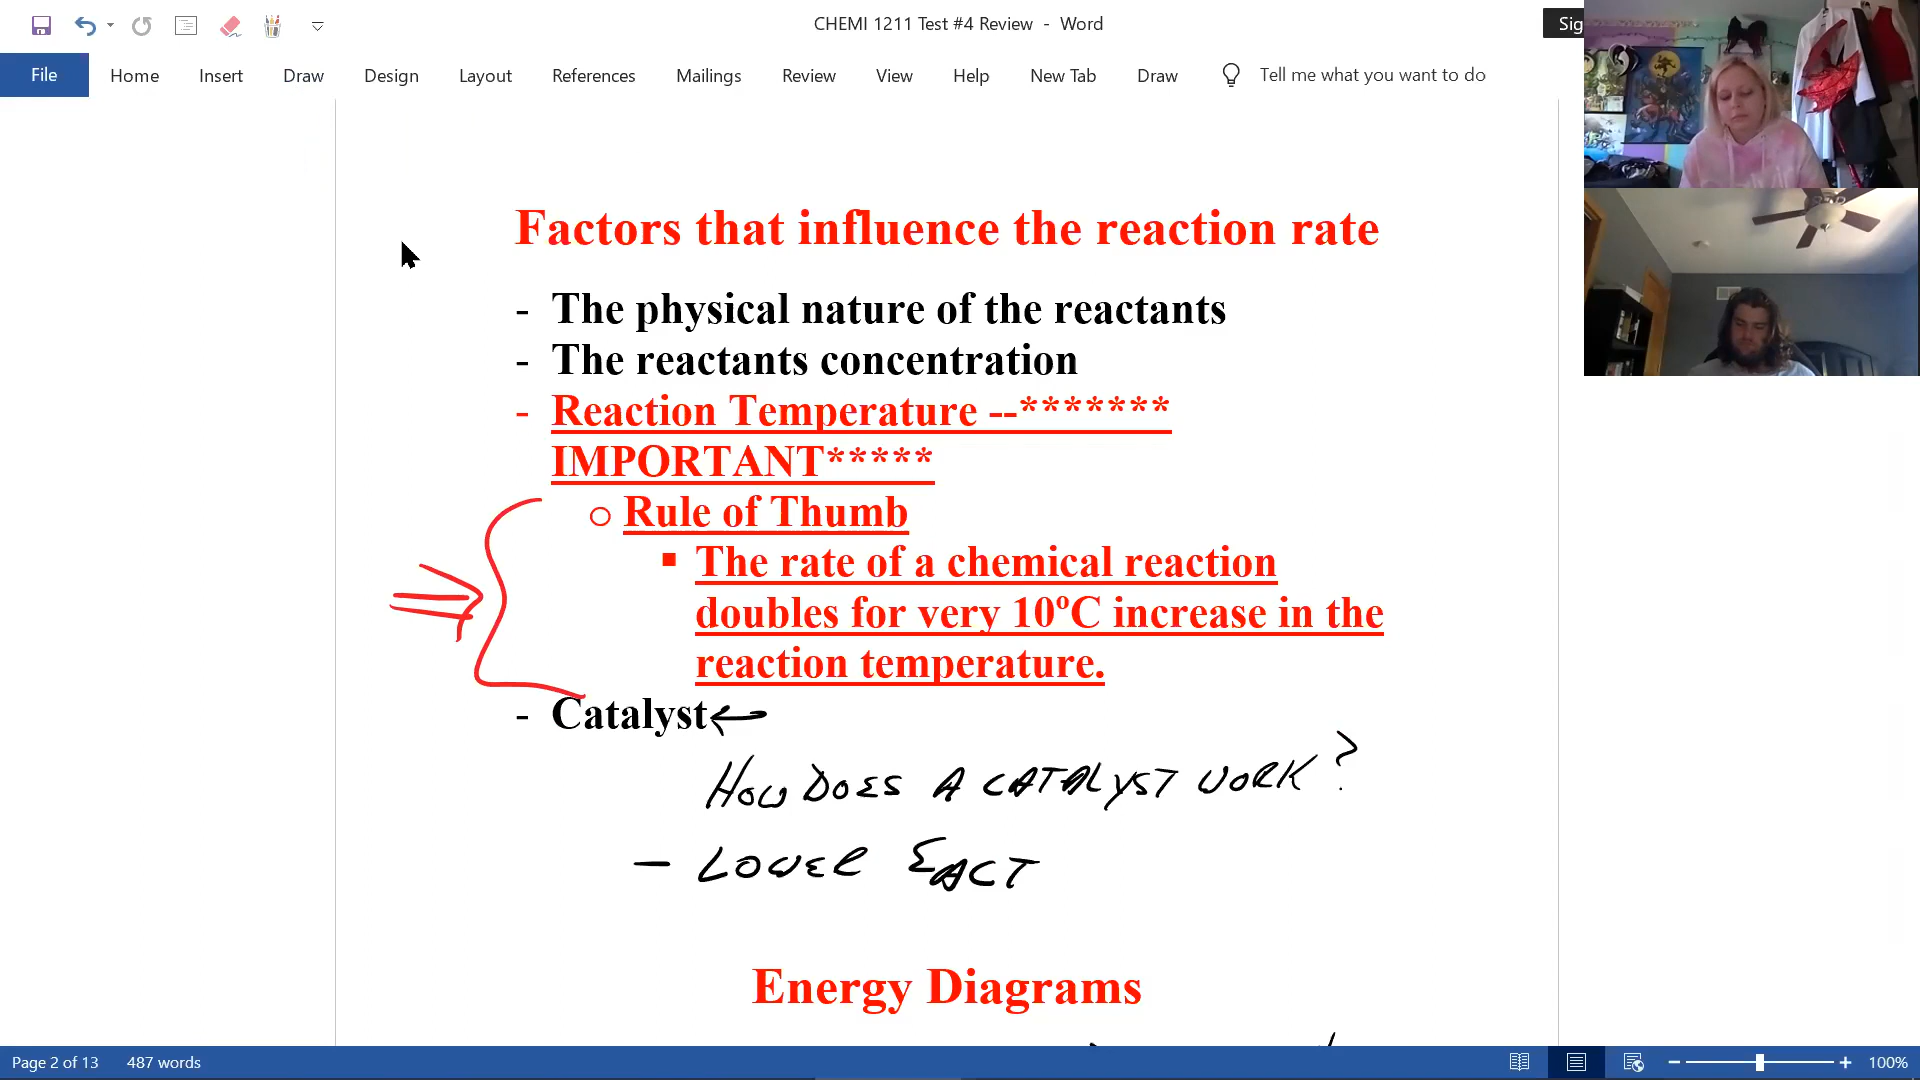 CHEMI 1211 Test #4 Review - Word
Sig
File Home Insert Draw Design Layout References Mailings Review View Help New Tab Draw Tell me what you want to do
Factors that influence the reaction rate
- The physical nature of the reactants
- The reactants concentration
- Reaction Temperature --*******
IMPORTANT*****
o Rule of Thumb
▪ The rate of a chemical reaction
doubles for very 10ºC increase in the
reaction temperature.
- Catalyst←
HOW DOES A CATALYST WORK?
- LOWER EACT
Energy Diagrams
Page 2 of 13 487 words 100%